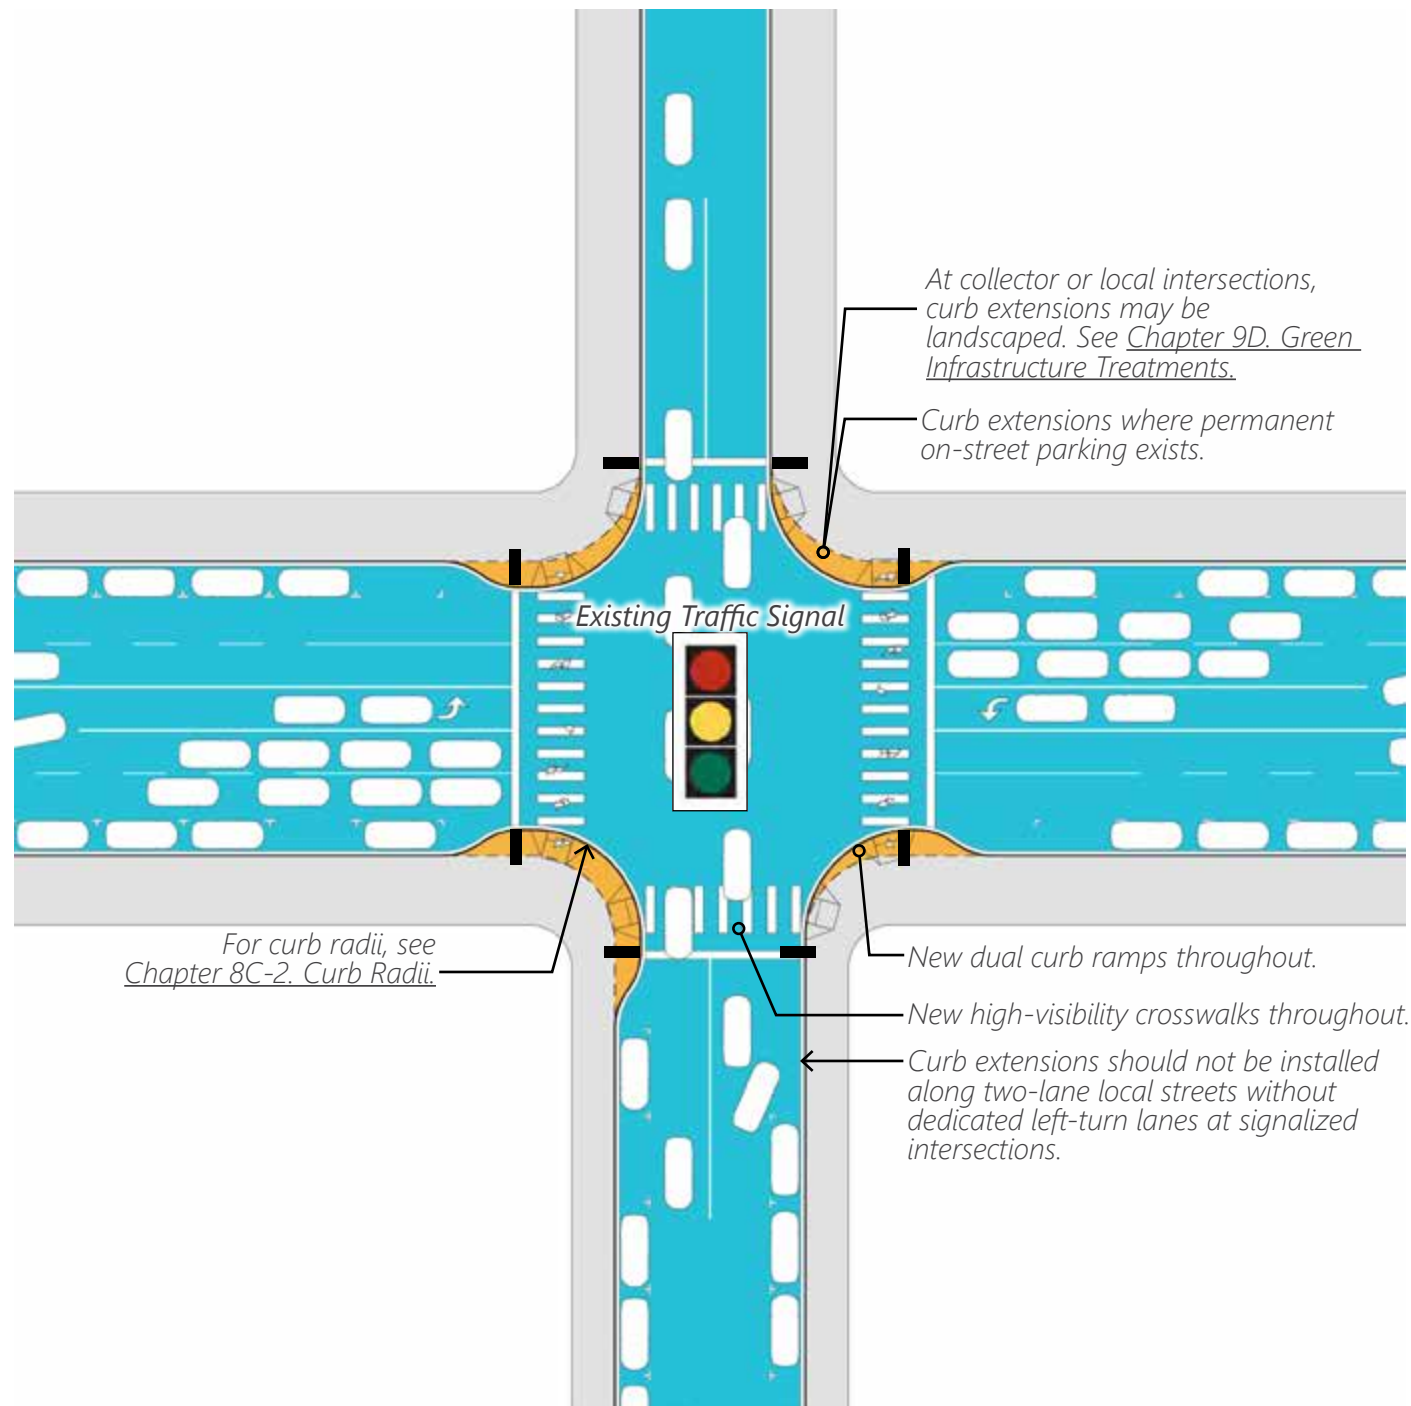 At collector or local intersections,
curb extensions may be
landscaped. See Chapter 9D. Green
Infrastructure Treatments.
Curb extensions where permanent
on-street parking exists.
Existing Traffic Signal
For curb radii, see
Chapter 8C-2. Curb Radii.
New dual curb ramps throughout.
New high-visibility crosswalks throughout.
Curb extensions should not be installed
along two-lane local streets without
dedicated left-turn lanes at signalized
intersections.